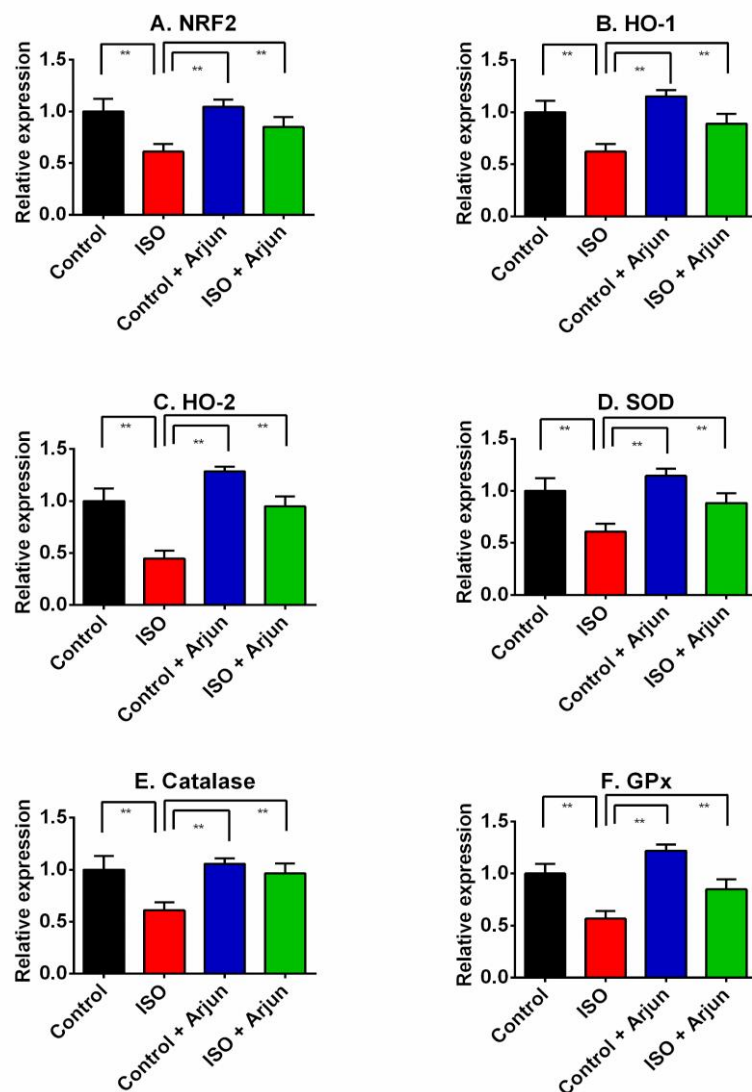 A. NRF2
Relative expression
1.5
1.0
0.5
0.0
**
**
**
Control
ISO
Control + Arjun
ISO + Arjun
B. HO-1
Relative expression
1.5
1.0
0.5
0.0
**
**
**
Control
ISO
Control + Arjun
ISO + Arjun
C. HO-2
Relative expression
1.5
1.0
0.5
0.0
**
**
**
Control
ISO
Control + Arjun
ISO + Arjun
D. SOD
Relative expression
1.5
1.0
0.5
0.0
**
**
**
Control
ISO
Control + Arjun
ISO + Arjun
E. Catalase
Relative expression
1.5
1.0
0.5
0.0
**
**
**
Control
ISO
Control + Arjun
ISO + Arjun
F. GPx
Relative expression
1.5
1.0
0.5
0.0
**
**
**
Control
ISO
Control + Arjun
ISO + Arjun